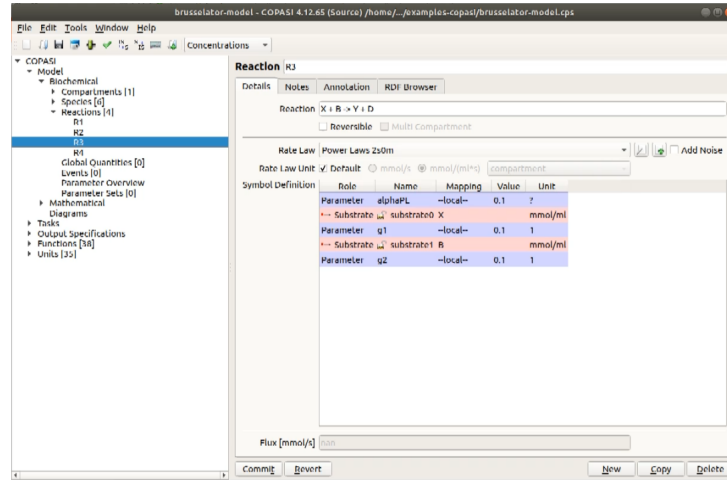 brusselator-model - COPASI 4.12.65 (Source) /home/.../examples-copasi/brusselator-model.cps
File Edit Tools Window Help
Concentrations
COPASI
Model
Biochemical
Compartments [1]
Species [6]
Reactions [4]
R1
R2
R3
R4
Global Quantities [0]
Events [0]
Parameter Overview
Parameter Sets [0]
Mathematical
Diagrams
Tasks
Output Specifications
Functions [38]
Units [35]
Reaction R3
Details Notes Annotation RDF Browser
Reaction X + B -> Y + D
Reversible Multi Compartment
Rate Law Power Laws 2s0m Add Noise
Rate Law Unit Default mmol/s mmol/(ml*s) compartment
Symbol Definition Role Name Mapping Value Unit
Parameter alphaPL --local-- 0.1 ?
Substrate substrate0 X mmol/ml
Parameter g1 --local-- 0.1 1
Substrate substrate1 B mmol/ml
Parameter g2 --local-- 0.1 1
Flux [mmol/s] nan
Commit Revert New Copy Delete